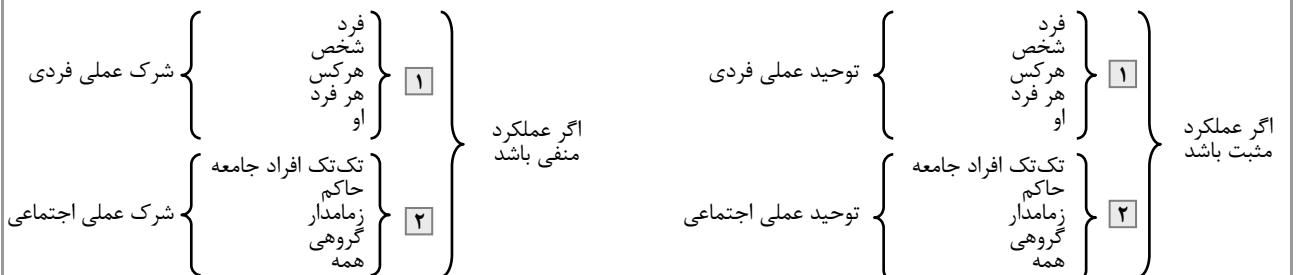 اگر عملکرد
مثبت باشد
۱
فرد
شخص
هرکس
هر فرد
او
توحید عملی فردی
۲
تک‌تک افراد جامعه
حاکم
زمامدار
گروهی
همه
توحید عملی اجتماعی
اگر عملکرد
منفی باشد
۱
فرد
شخص
هرکس
هر فرد
او
شرک عملی فردی
۲
تک‌تک افراد جامعه
حاکم
زمامدار
گروهی
همه
شرک عملی اجتماعی